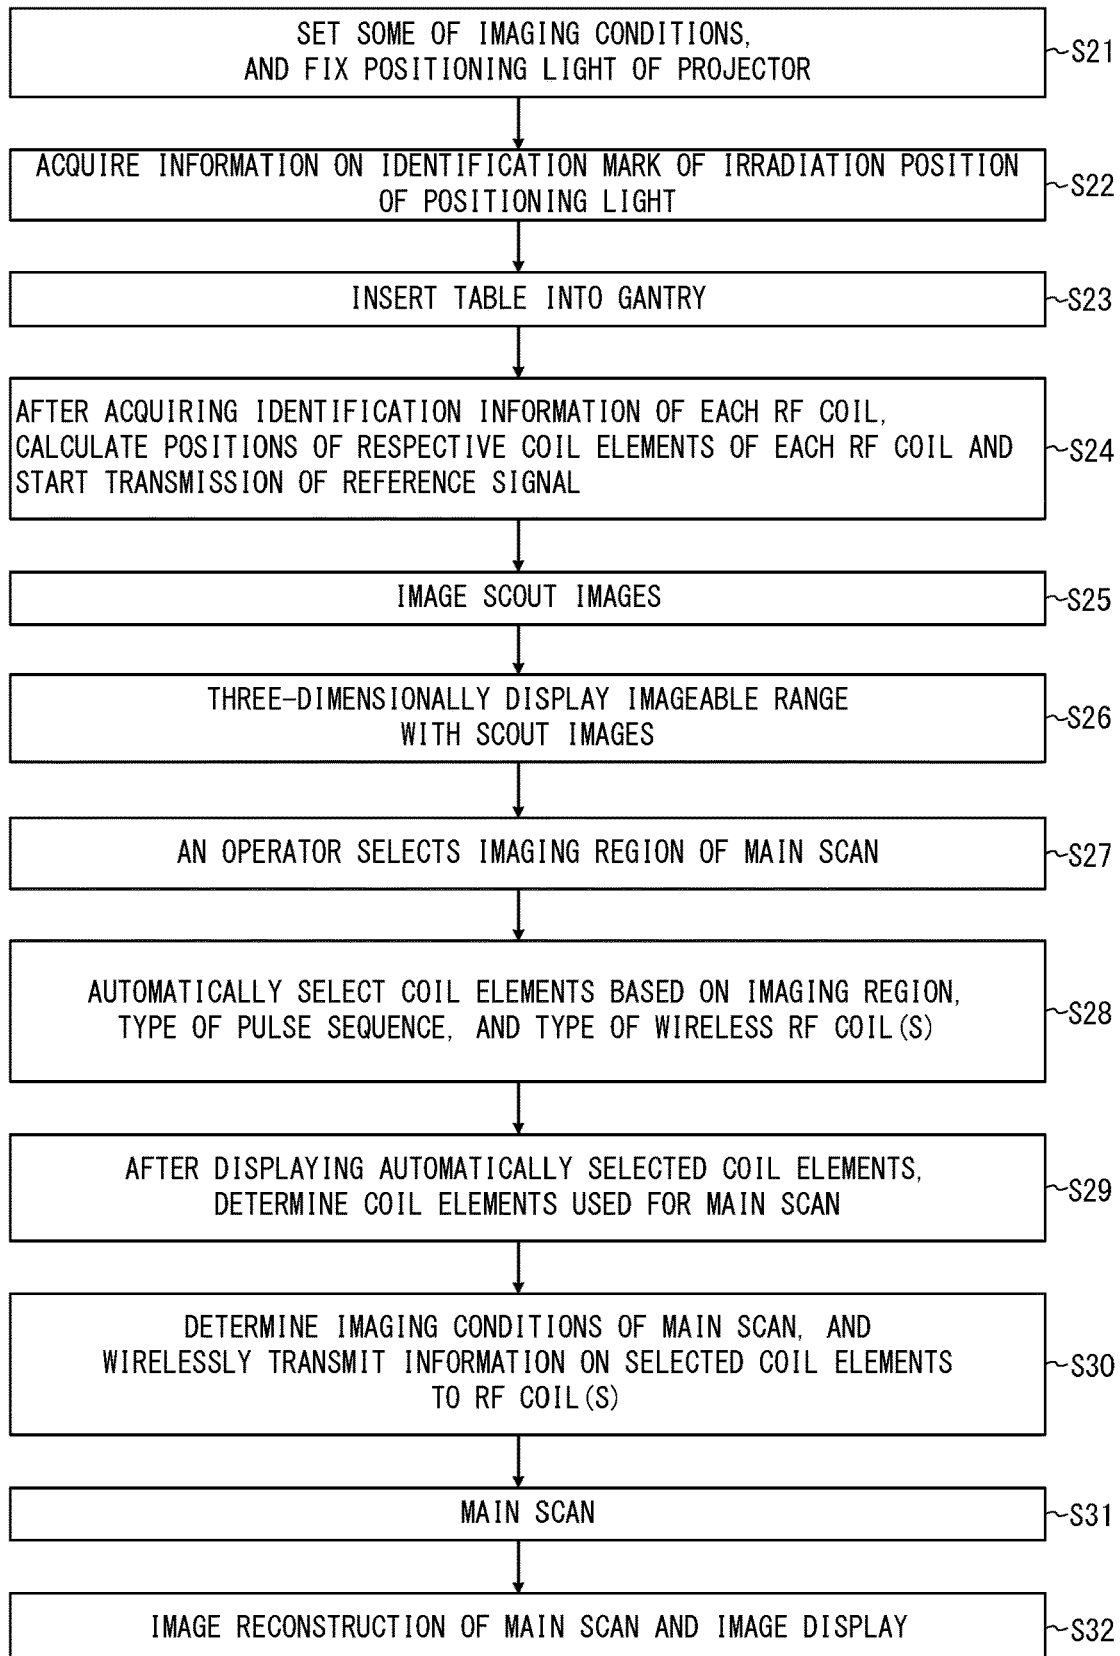 SET SOME OF IMAGING CONDITIONS,
AND FIX POSITIONING LIGHT OF PROJECTOR
S21
ACQUIRE INFORMATION ON IDENTIFICATION MARK OF IRRADIATION POSITION
OF POSITIONING LIGHT
S22
INSERT TABLE INTO GANTRY
S23
AFTER ACQUIRING IDENTIFICATION INFORMATION OF EACH RF COIL,
CALCULATE POSITIONS OF RESPECTIVE COIL ELEMENTS OF EACH RF COIL AND
START TRANSMISSION OF REFERENCE SIGNAL
S24
IMAGE SCOUT IMAGES
S25
THREE-DIMENSIONALLY DISPLAY IMAGEABLE RANGE
WITH SCOUT IMAGES
S26
AN OPERATOR SELECTS IMAGING REGION OF MAIN SCAN
S27
AUTOMATICALLY SELECT COIL ELEMENTS BASED ON IMAGING REGION,
TYPE OF PULSE SEQUENCE, AND TYPE OF WIRELESS RF COIL(S)
S28
AFTER DISPLAYING AUTOMATICALLY SELECTED COIL ELEMENTS,
DETERMINE COIL ELEMENTS USED FOR MAIN SCAN
S29
DETERMINE IMAGING CONDITIONS OF MAIN SCAN, AND
WIRELESSLY TRANSMIT INFORMATION ON SELECTED COIL ELEMENTS
TO RF COIL(S)
S30
MAIN SCAN
S31
IMAGE RECONSTRUCTION OF MAIN SCAN AND IMAGE DISPLAY
S32